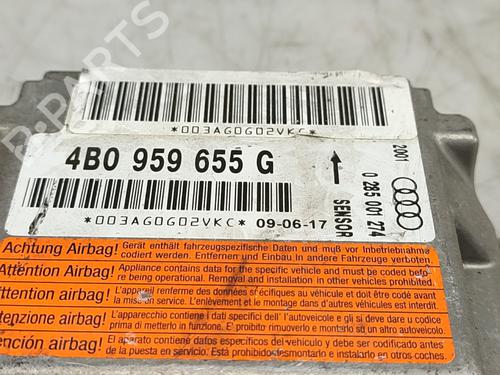 *003AG0G02VKC*
4B0 959 655 G
*003AG0G02VKC* 09-06-17
SENSOR
2001
0 285 001 274
Achtung Airbag! Gerät enthält fahrzeugspezifische Daten und muß vor Inbetriebnahme
codiert werden. Entfernen und Einbau in andere Fahrzeuge verboten.
Attention Airbag! Appliance contains data for the specific vehicle and must be coded
being operational. Removal and installation in other vehicles prohibited.
Attention airbag! L'appareil renferme des données spécifiques au véhicule et doit être codé avant
la mise en service. L'enlèvement et le montage dans d'autres véhicules est interdit.
Attenzione airbag! L'apparecchio contiene i dati specifici dell'autoveicolo e gli si deve dare un codice
prima di metterlo in funzione. E' proibito rimuoverlo e montarlo su altro autoveicolo.
Atención airbag! El aparato contiene datos específicos del vehículo y debe ser codificado antes
de la puesta en servicio. Está prohibido desmontarlo e instalarlo en otros coches.
B-Parts